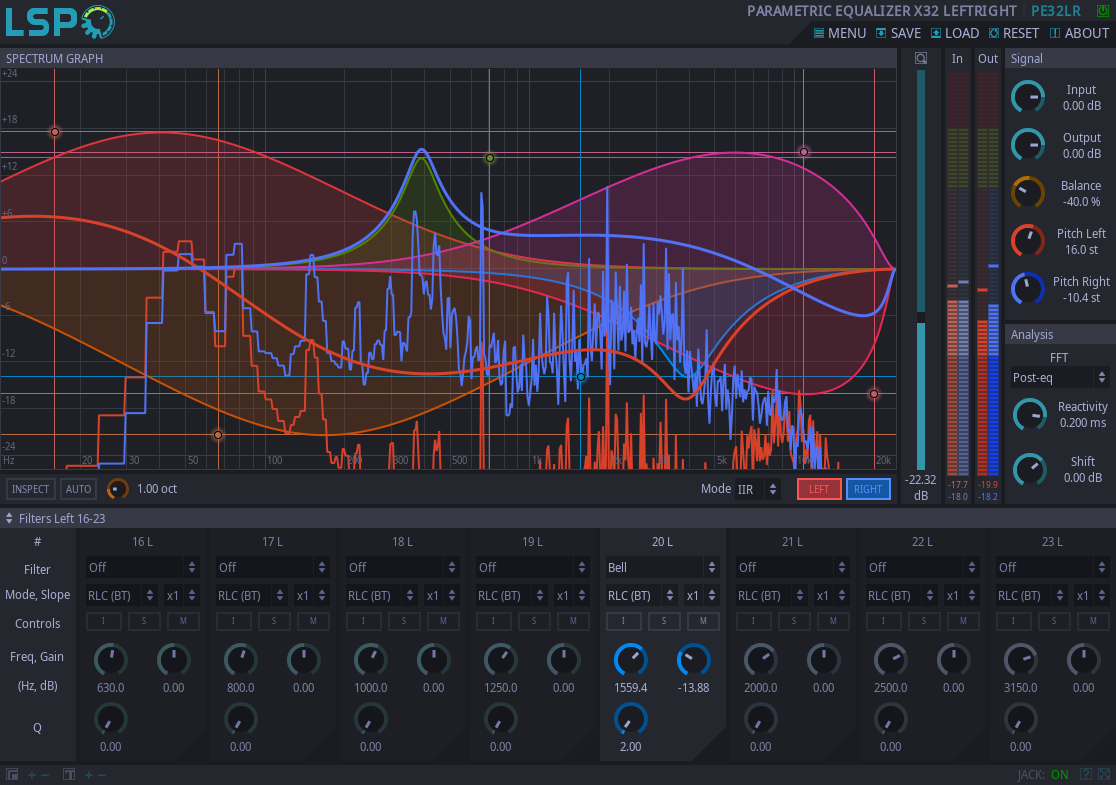 LSP
PARAMETRIC EQUALIZER X32 LEFTRIGHT PE32LR
MENU SAVE LOAD RESET ABOUT
SPECTRUM GRAPH
In Out
Signal
+24
+18
+12
+6
0
-6
-12
-18
-24
Hz 20 30 50 100 200 300 500 1k 5k 20k
Input
0.00 dB
Output
0.00 dB
Balance
-40.0 %
Pitch Left
16.0 st
Pitch Right
-10.4 st
Analysis
FFT
Post-eq
Reactivity
0.200 ms
Shift
0.00 dB
INSPECT AUTO 1.00 oct Mode IIR LEFT RIGHT
-22.32
dB
-17.7 -19.9
-18.0 -18.2
Filters Left 16-23
# 16 L 17 L 18 L 19 L 20 L 21 L 22 L 23 L
Filter Off Off Off Off Bell Off Off Off
Mode, Slope RLC (BT) x1 RLC (BT) x1 RLC (BT) x1 RLC (BT) x1 RLC (BT) x1 RLC (BT) x1 RLC (BT) x1 RLC (BT) x1
Controls I S M I S M I S M I S M I S M I S M I S M I S M
Freq, Gain
(Hz, dB) 630.0 0.00 800.0 0.00 1000.0 0.00 1250.0 0.00 1559.4 -13.88 2000.0 0.00 2500.0 0.00 3150.0 0.00
Q
0.00 0.00 0.00 0.00 2.00 0.00 0.00 0.00
+ − T + − JACK: ON ?